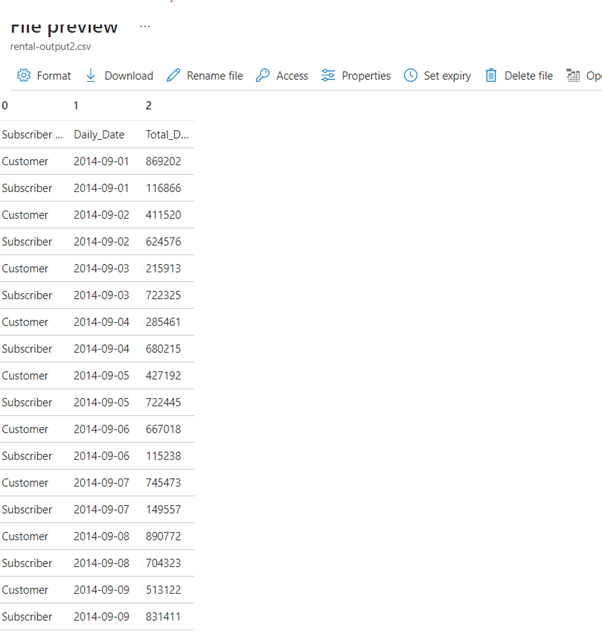 File preview ...
rental-output2.csv
Format Download Rename file Access Properties Set expiry Delete file Ope
0 1 2
Subscriber ... Daily_Date Total_D...
Customer 2014-09-01 869202
Subscriber 2014-09-01 116866
Customer 2014-09-02 411520
Subscriber 2014-09-02 624576
Customer 2014-09-03 215913
Subscriber 2014-09-03 722325
Customer 2014-09-04 285461
Subscriber 2014-09-04 680215
Customer 2014-09-05 427192
Subscriber 2014-09-05 722445
Customer 2014-09-06 667018
Subscriber 2014-09-06 115238
Customer 2014-09-07 745473
Subscriber 2014-09-07 149557
Customer 2014-09-08 890772
Subscriber 2014-09-08 704323
Customer 2014-09-09 513122
Subscriber 2014-09-09 831411